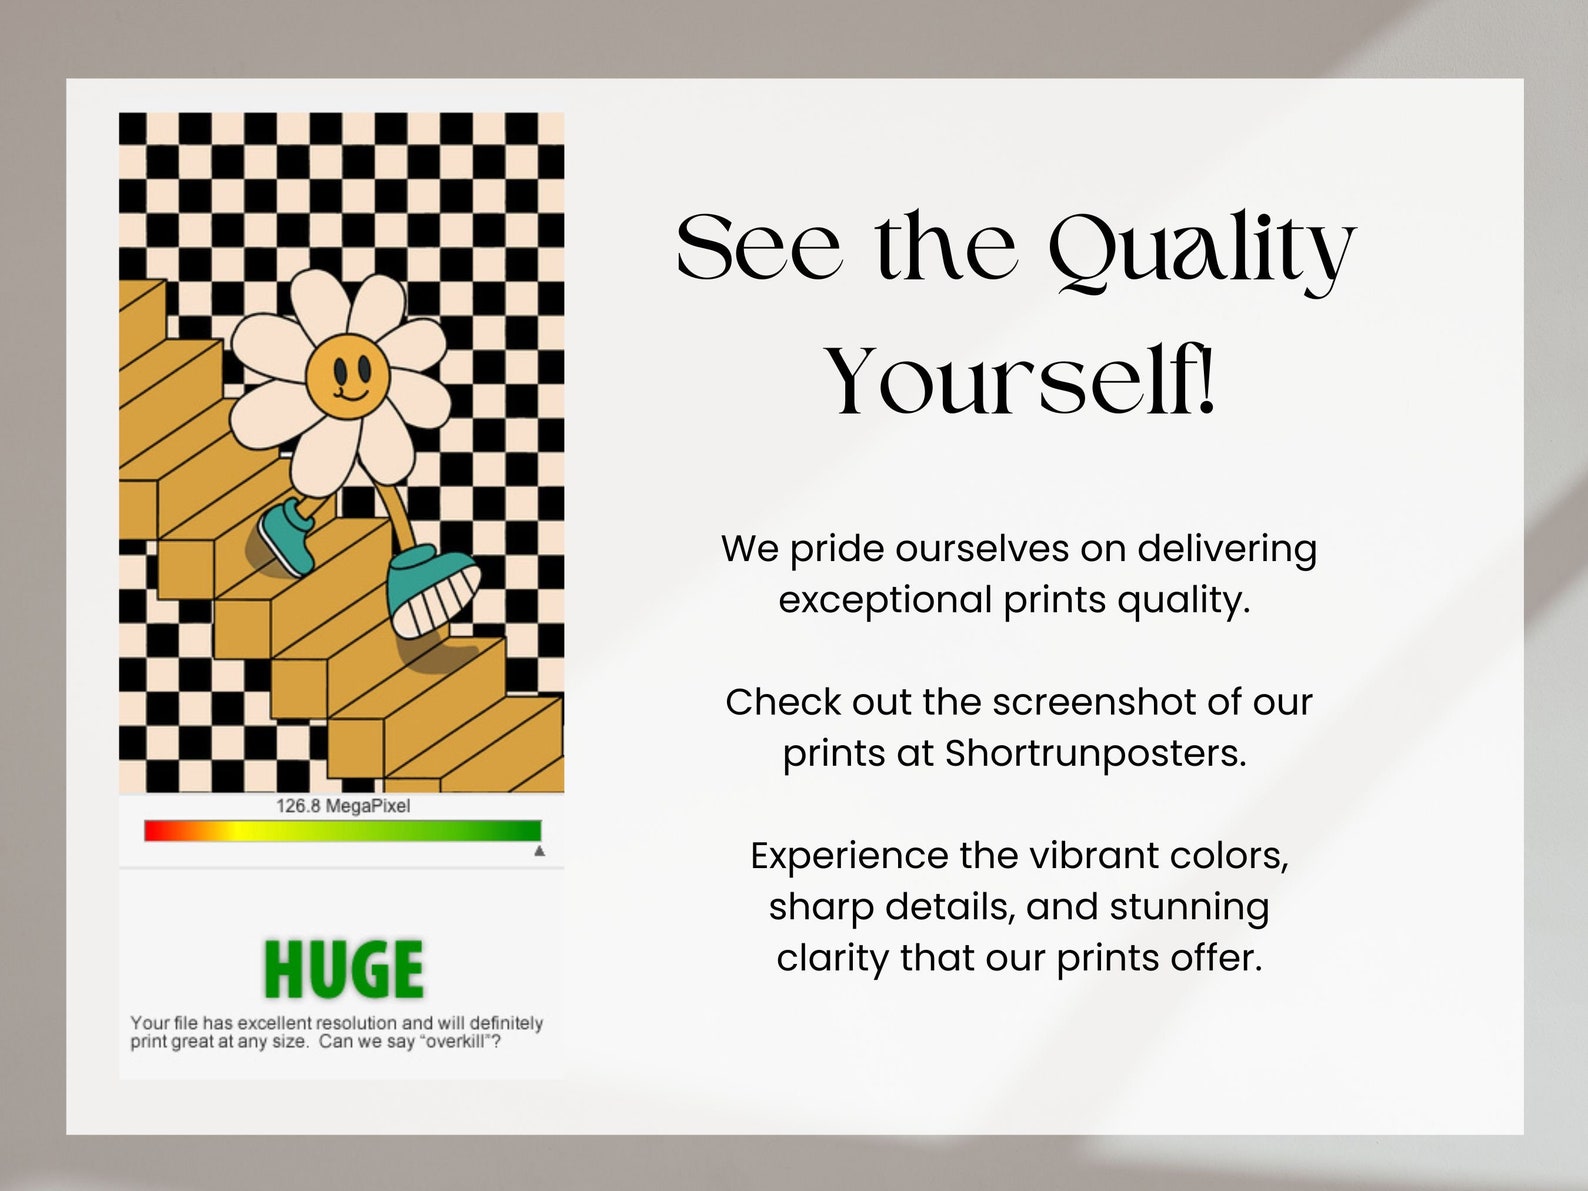 See the Quality
Yourself!
We pride ourselves on delivering
exceptional prints quality.
Check out the screenshot of our
prints at Shortrunposters.
Experience the vibrant colors,
sharp details, and stunning
clarity that our prints offer.
126.8 MegaPixel
HUGE
Your file has excellent resolution and will definitely
print great at any size.  Can we say “overkill”?